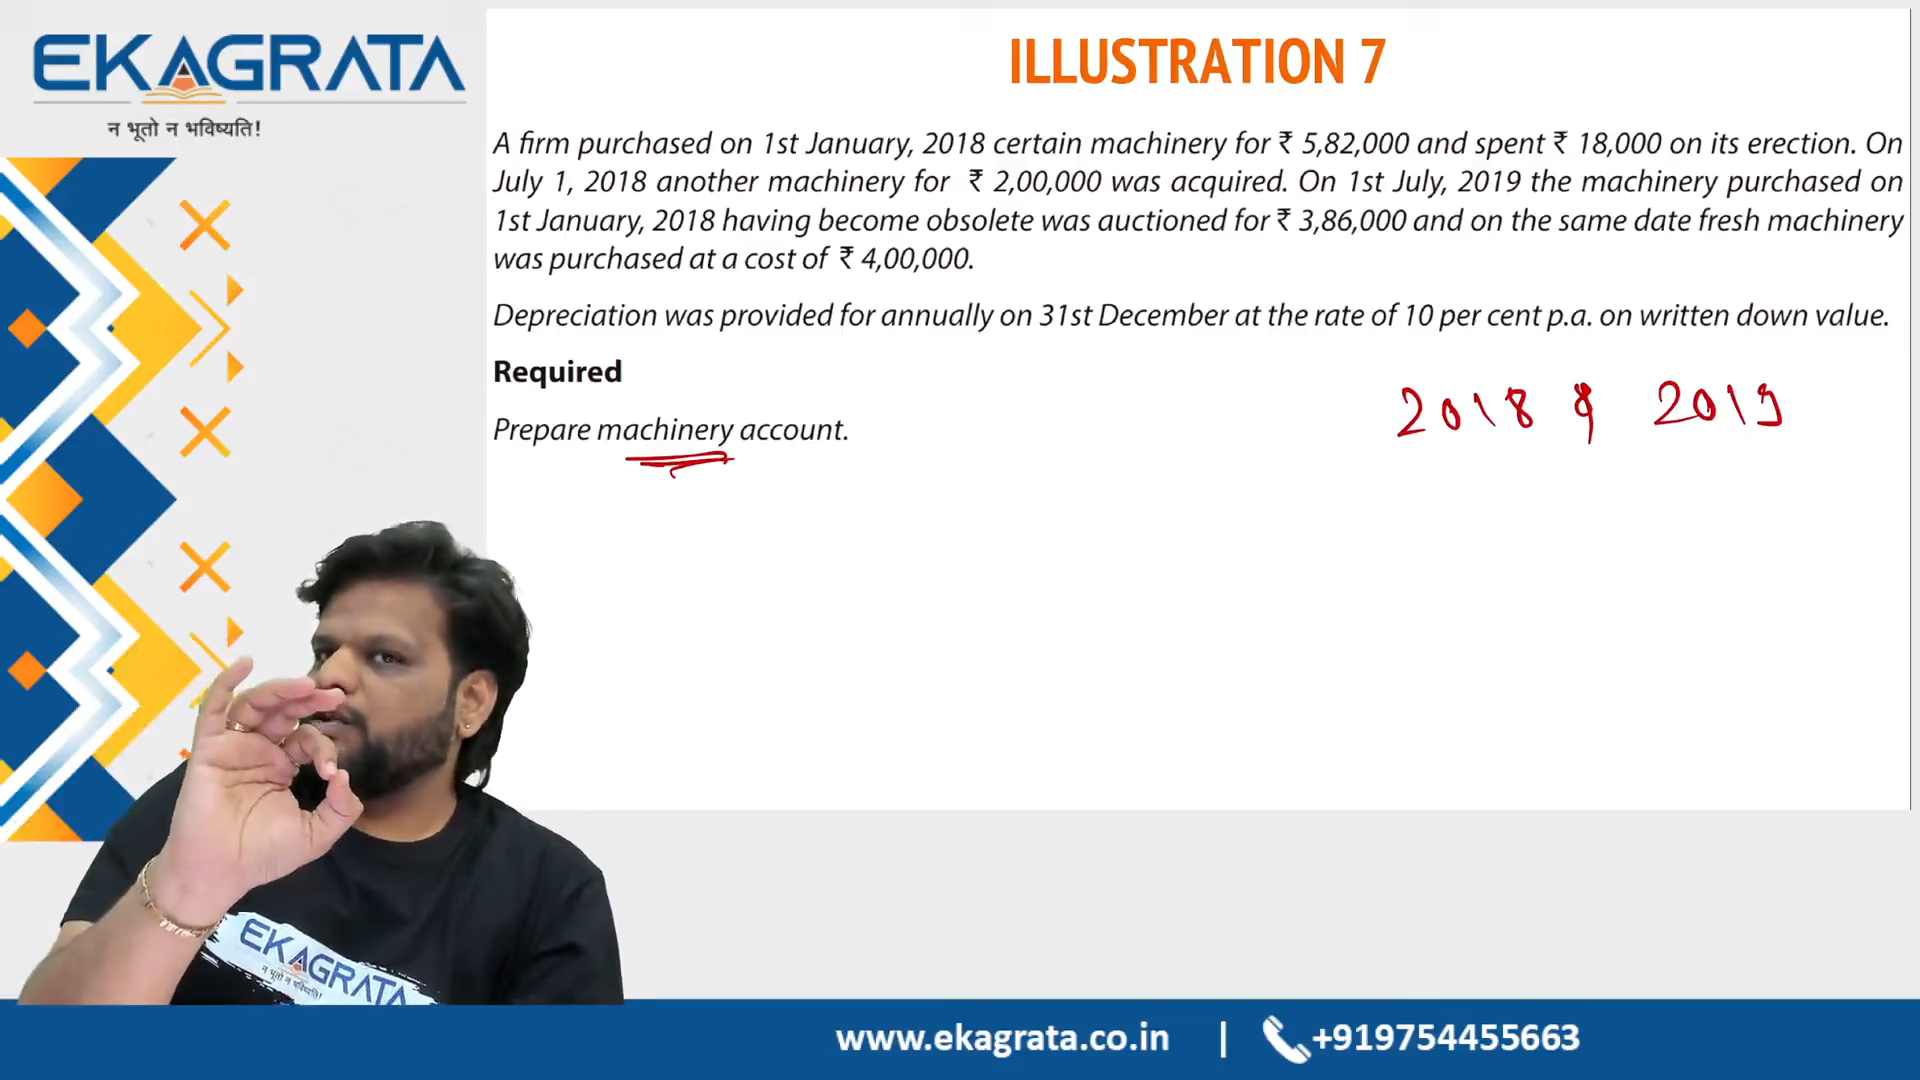 EKAGRATA
न भूतो न भविष्यति!
ILLUSTRATION 7
A firm purchased on 1st January, 2018 certain machinery for ₹ 5,82,000 and spent ₹ 18,000 on its erection. On
July 1, 2018 another machinery for ₹ 2,00,000 was acquired. On 1st July, 2019 the machinery purchased on
1st January, 2018 having become obsolete was auctioned for ₹ 3,86,000 and on the same date fresh machinery
was purchased at a cost of ₹ 4,00,000.
Depreciation was provided for annually on 31st December at the rate of 10 per cent p.a. on written down value.
Required
2018 & 2019
Prepare machinery account.
EKAGRATA
न भूतो न भविष्यति!
www.ekagrata.co.in | +919754455663